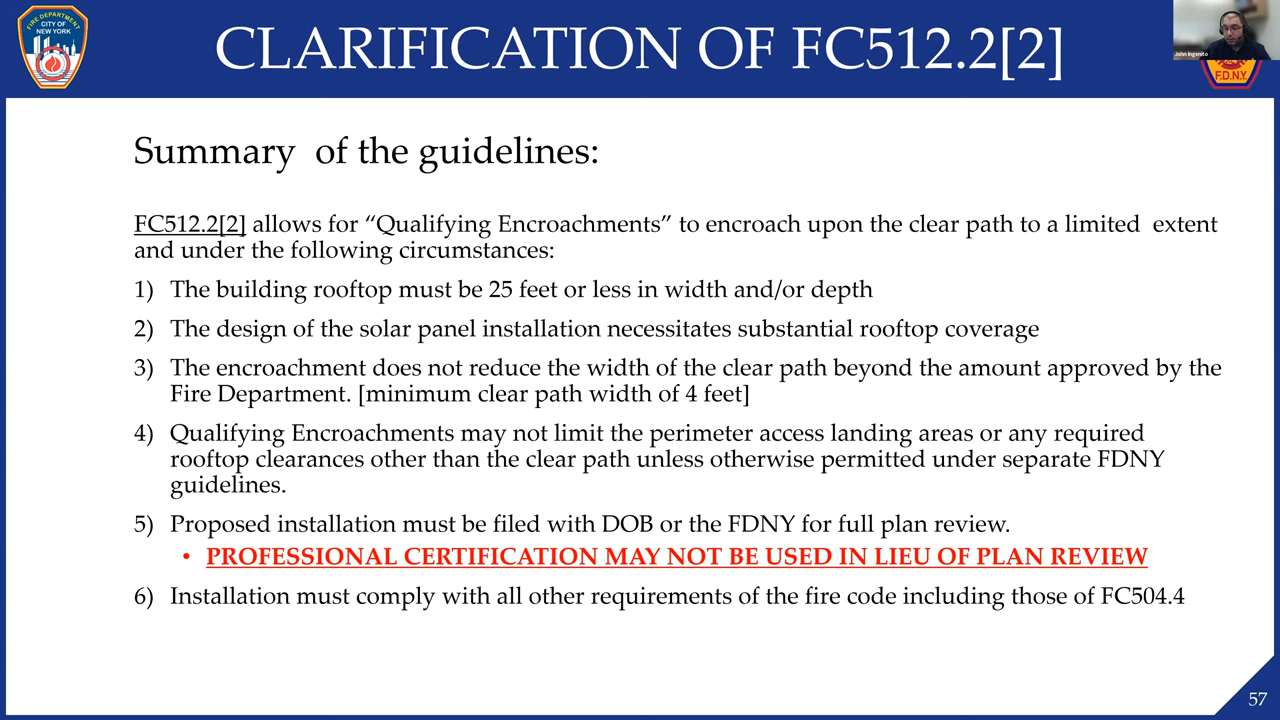 FIRE DEPARTMENT
CITY OF
NEW YORK
CLARIFICATION OF FC512.2[2]
John Ingenito
F.D.N.Y.
Summary of the guidelines:
FC512.2[2] allows for “Qualifying Encroachments” to encroach upon the clear path to a limited extent
and under the following circumstances:
1) The building rooftop must be 25 feet or less in width and/or depth
2) The design of the solar panel installation necessitates substantial rooftop coverage
3) The encroachment does not reduce the width of the clear path beyond the amount approved by the
Fire Department. [minimum clear path width of 4 feet]
4) Qualifying Encroachments may not limit the perimeter access landing areas or any required
rooftop clearances other than the clear path unless otherwise permitted under separate FDNY
guidelines.
5) Proposed installation must be filed with DOB or the FDNY for full plan review.
• PROFESSIONAL CERTIFICATION MAY NOT BE USED IN LIEU OF PLAN REVIEW
6) Installation must comply with all other requirements of the fire code including those of FC504.4
57